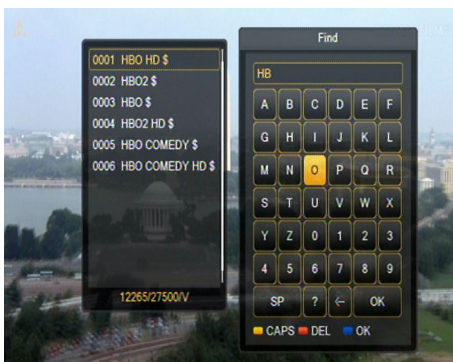 0001 HBO HD $
0002 HBO2 $
0003 HBO $
0004 HBO2 HD $
0005 HBO COMEDY $
0006 HBO COMEDY HD $
12265/27500/V
Find
HB
A B C D E F
G H I J K L
M N O P Q R
S T U V W X
Y Z 0 1 2 3
4 5 6 7 8 9
SP ? ← OK
CAPS DEL OK